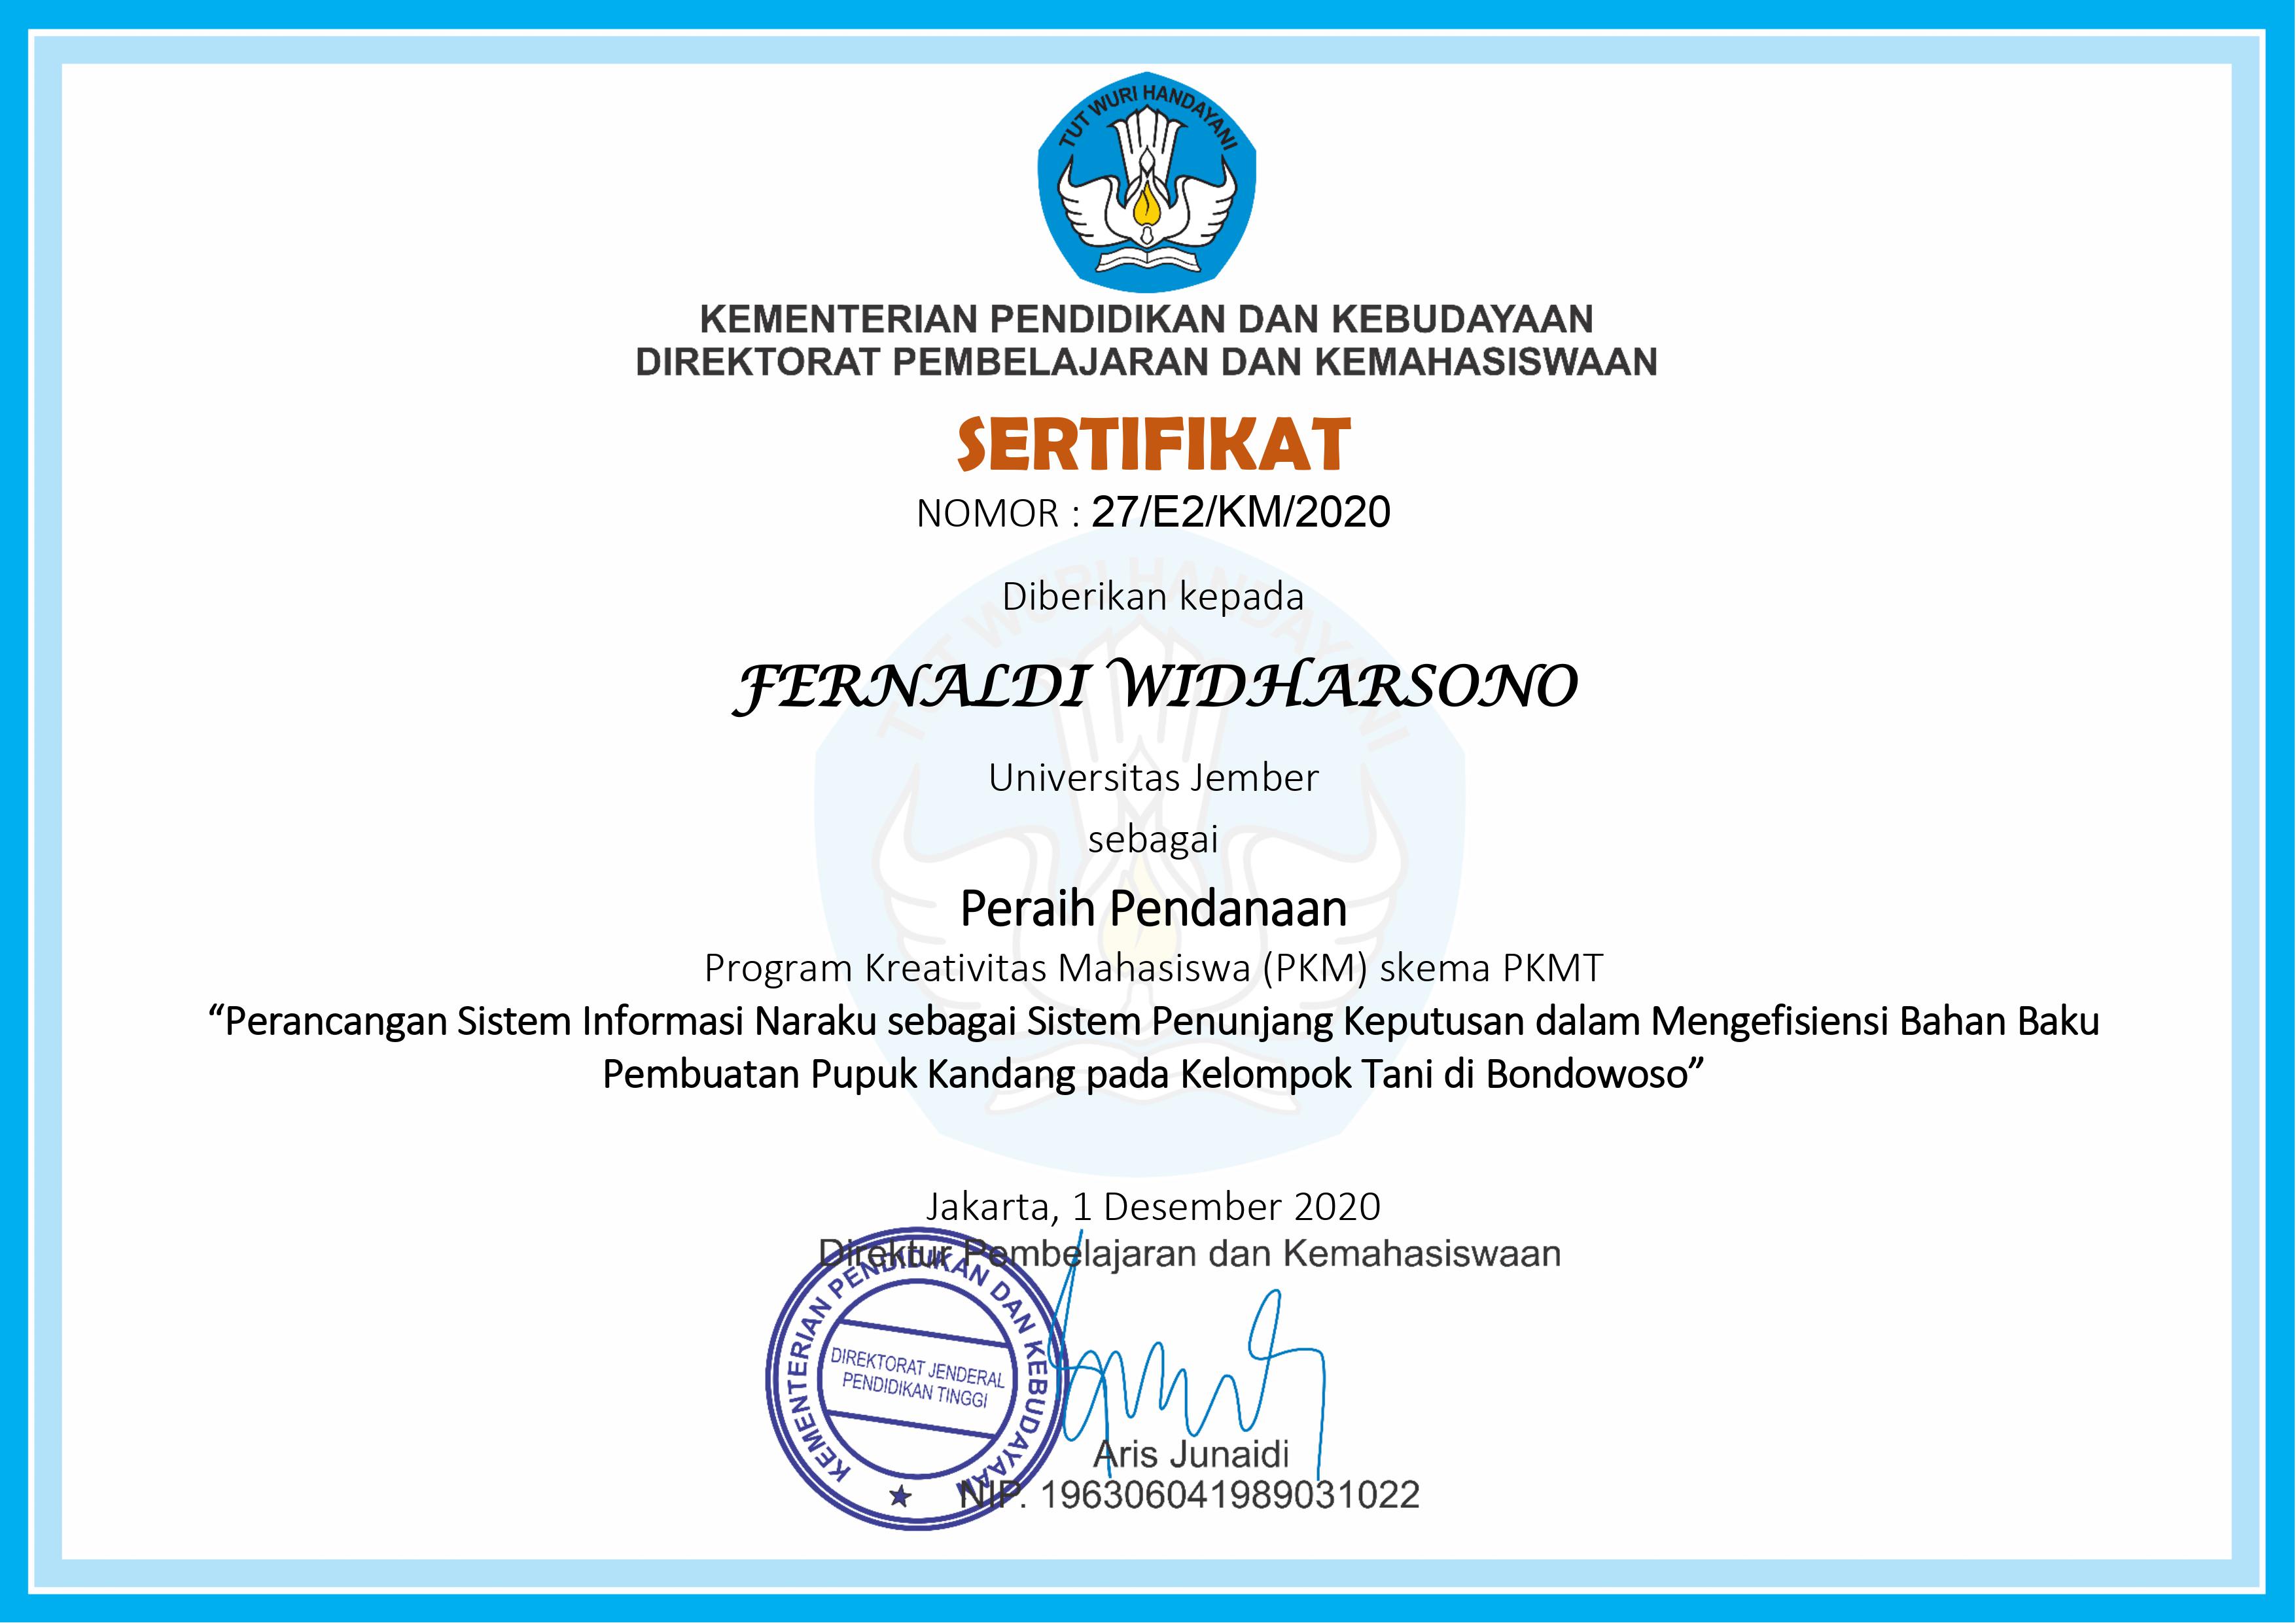 TUT WURI HANDAYANI
KEMENTERIAN PENDIDIKAN DAN KEBUDAYAAN
DIREKTORAT PEMBELAJARAN DAN KEMAHASISWAAN
SERTIFIKAT
NOMOR : 27/E2/KM/2020
TUT WURI HANDAYANI
Diberikan kepada
FERNALDI WIDHARSONO
Universitas Jember
sebagai
Peraih Pendanaan
Program Kreativitas Mahasiswa (PKM) skema PKMT
“Perancangan Sistem Informasi Naraku sebagai Sistem Penunjang Keputusan dalam Mengefisiensi Bahan Baku
Pembuatan Pupuk Kandang pada Kelompok Tani di Bondowoso”
Jakarta, 1 Desember 2020
Direktur Pembelajaran dan Kemahasiswaan
KEMENTERIAN PENDIDIKAN DAN KEBUDAYAAN
DIREKTORAT JENDERAL
PENDIDIKAN TINGGI
Aris Junaidi
NIP. 196306041989031022